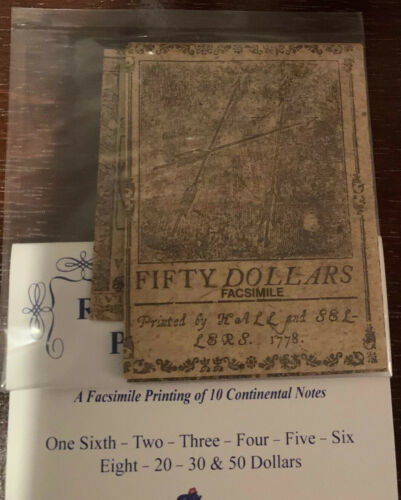 FIFTY DOLLARS
FACSIMILE
Printed by HALL and SEL-
LERS. 1778.
A Facsimile Printing of 10 Continental Notes
One Sixth – Two – Three – Four – Five – Six
Eight – 20 – 30 & 50 Dollars